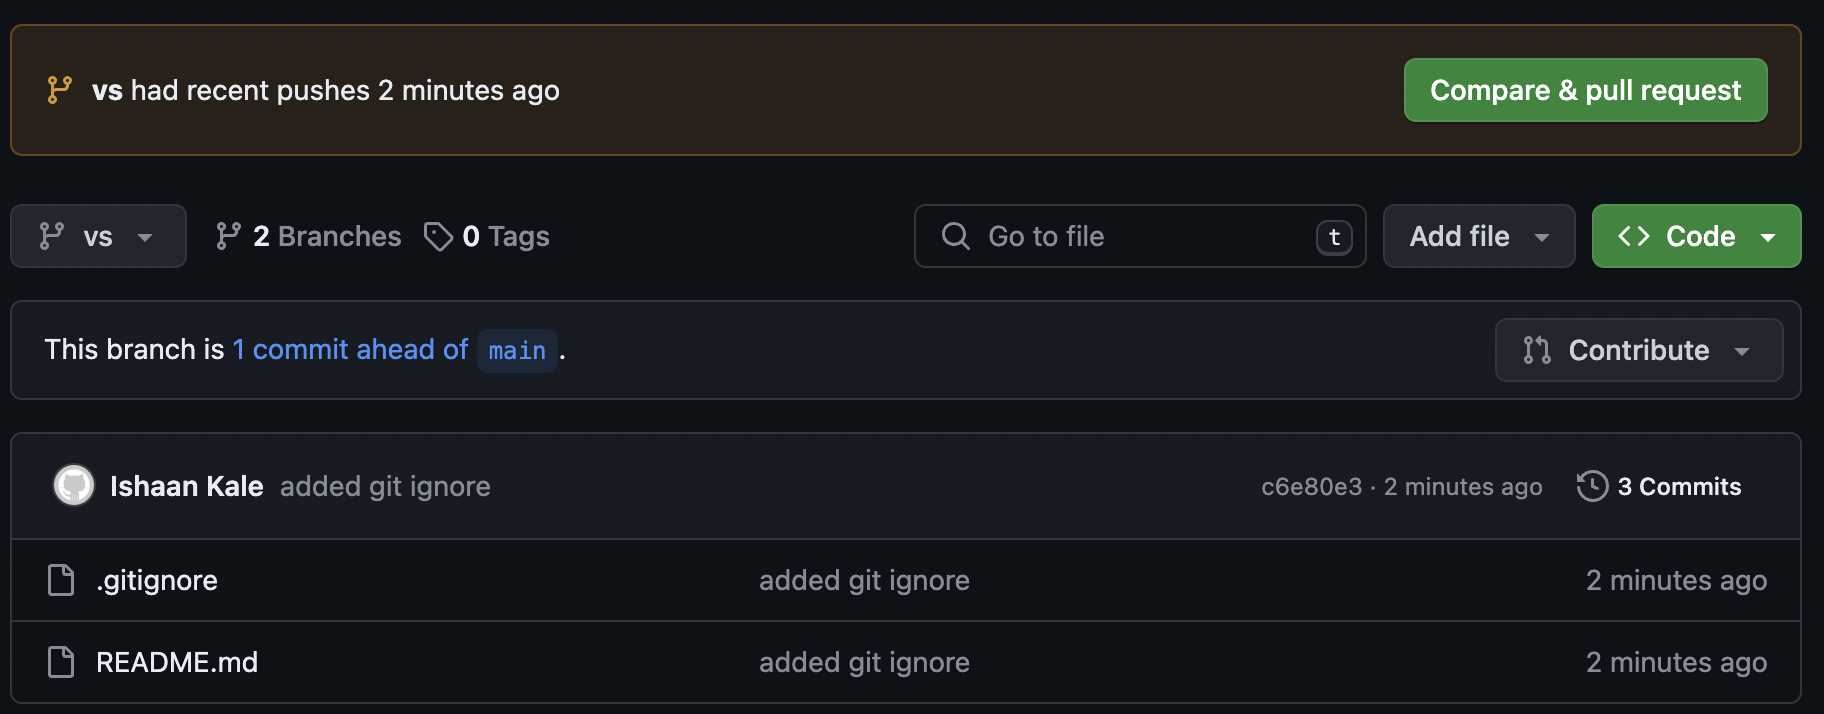 vs had recent pushes 2 minutes ago
Compare & pull request
vs
2 Branches
0 Tags
Go to file
t
Add file
Code
This branch is 1 commit ahead of main .
Contribute
Ishaan Kale added git ignore
c6e80e3 · 2 minutes ago
3 Commits
.gitignore
added git ignore
2 minutes ago
README.md
added git ignore
2 minutes ago